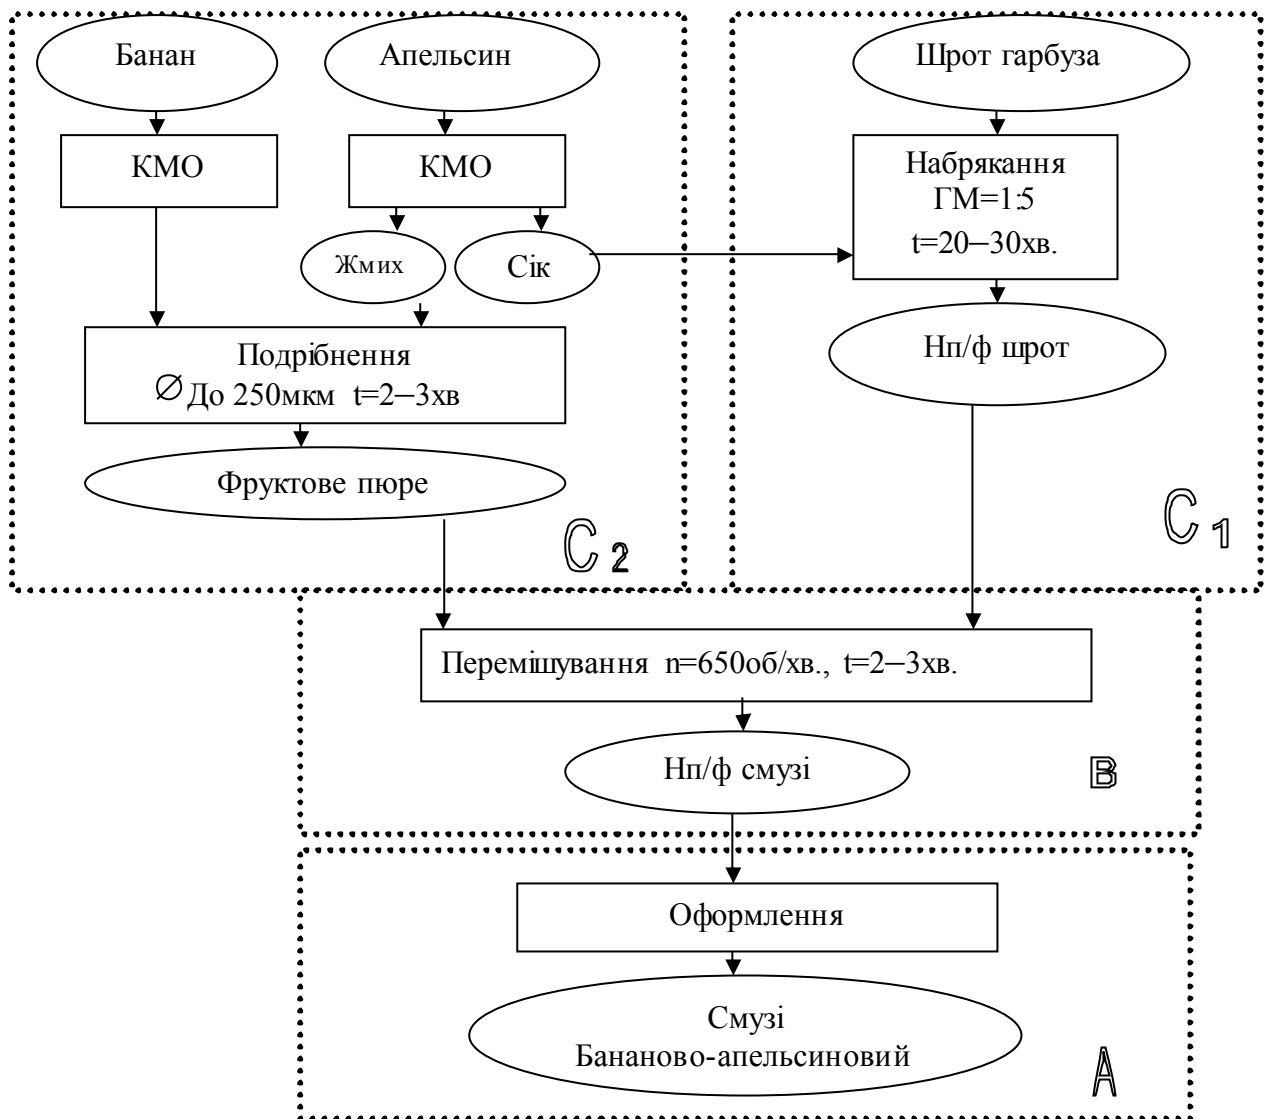 Банан
Апельсин
Шрот гарбуза
КМО
КМО
Набрякання
ГМ=1:5
t=20–30хв.
Жмих
Сік
Нп/ф шрот
Подрібнення
∅ До 250мкм t=2–3хв
Фруктове пюре
С 2
С 1
Перемішування n=650об/хв., t=2–3хв.
Нп/ф смузі
В
Оформлення
Смузі
Бананово-апельсиновий
А